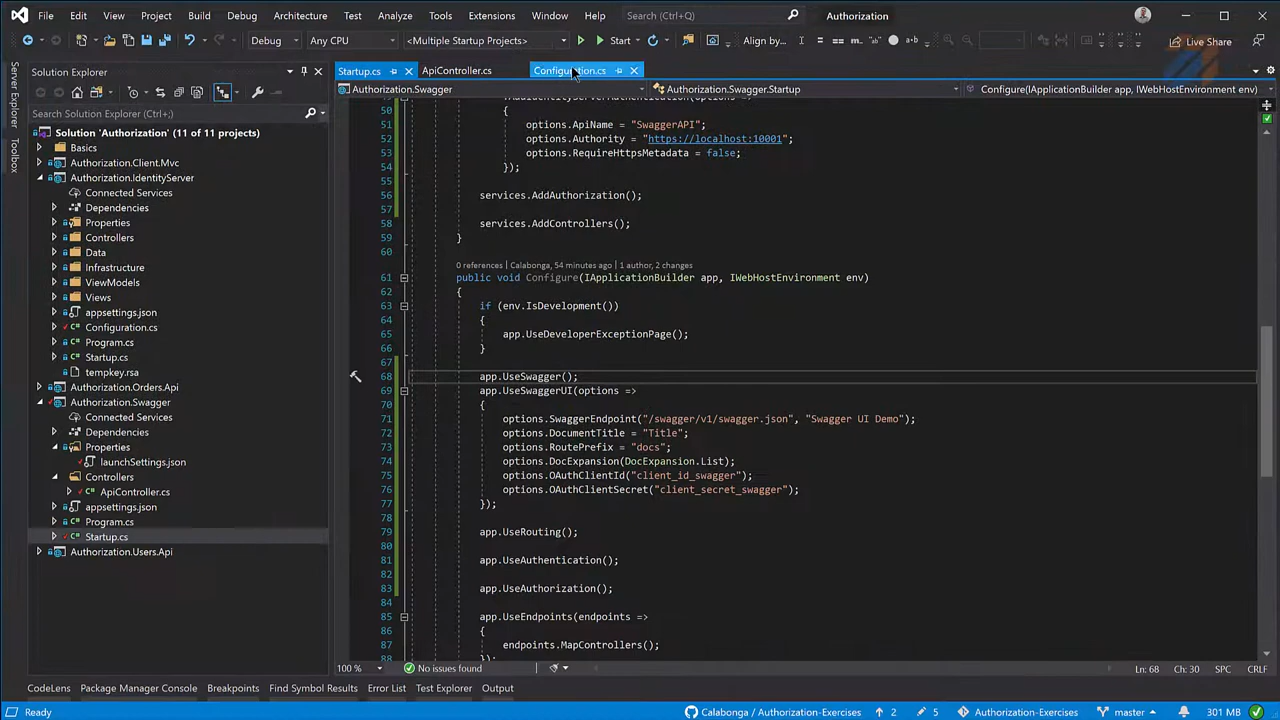 File Edit View Project Build Debug Architecture Test Analyze Tools Extensions Window Help Search (Ctrl+Q) Authorization
Debug Any CPU <Multiple Startup Projects> Start Align by... Live Share
Server Explorer
Toolbox
Solution Explorer
Search Solution Explorer (Ctrl+;)
Solution 'Authorization' (11 of 11 projects)
Basics
Authorization.Client.Mvc
Authorization.IdentityServer
Connected Services
Dependencies
Properties
Controllers
Data
Infrastructure
ViewModels
Views
appsettings.json
Configuration.cs
Program.cs
Startup.cs
tempkey.rsa
Authorization.Orders.Api
Authorization.Swagger
Connected Services
Dependencies
Properties
launchSettings.json
Controllers
ApiController.cs
appsettings.json
Program.cs
Startup.cs
Authorization.Users.Api
Startup.cs ApiController.cs Configuration.cs
Authorization.Swagger Authorization.Swagger.Startup Configure(IApplicationBuilder app, IWebHostEnvironment env)
50 {
51 options.ApiName = "SwaggerAPI";
52 options.Authority = "https://localhost:10001";
53 options.RequireHttpsMetadata = false;
54 });
55
56 services.AddAuthorization();
57
58 services.AddControllers();
59 }
60
0 references | Calabonga, 54 minutes ago | 1 author, 2 changes
61 public void Configure(IApplicationBuilder app, IWebHostEnvironment env)
62 {
63 if (env.IsDevelopment())
64 {
65 app.UseDeveloperExceptionPage();
66 }
67
68 app.UseSwagger();
69 app.UseSwaggerUI(options =>
70 {
71 options.SwaggerEndpoint("/swagger/v1/swagger.json", "Swagger UI Demo");
72 options.DocumentTitle = "Title";
73 options.RoutePrefix = "docs";
74 options.DocExpansion(DocExpansion.List);
75 options.OAuthClientId("client_id_swagger");
76 options.OAuthClientSecret("client_secret_swagger");
77 });
78
79 app.UseRouting();
80
81 app.UseAuthentication();
82
83 app.UseAuthorization();
84
85 app.UseEndpoints(endpoints =>
86 {
87 endpoints.MapControllers();
88 });
100 % No issues found Ln: 68 Ch: 30 SPC CRLF
CodeLens Package Manager Console Breakpoints Find Symbol Results Error List Test Explorer Output
Ready Calabonga / Authorization-Exercises 2 5 Authorization-Exercises master 301 MB